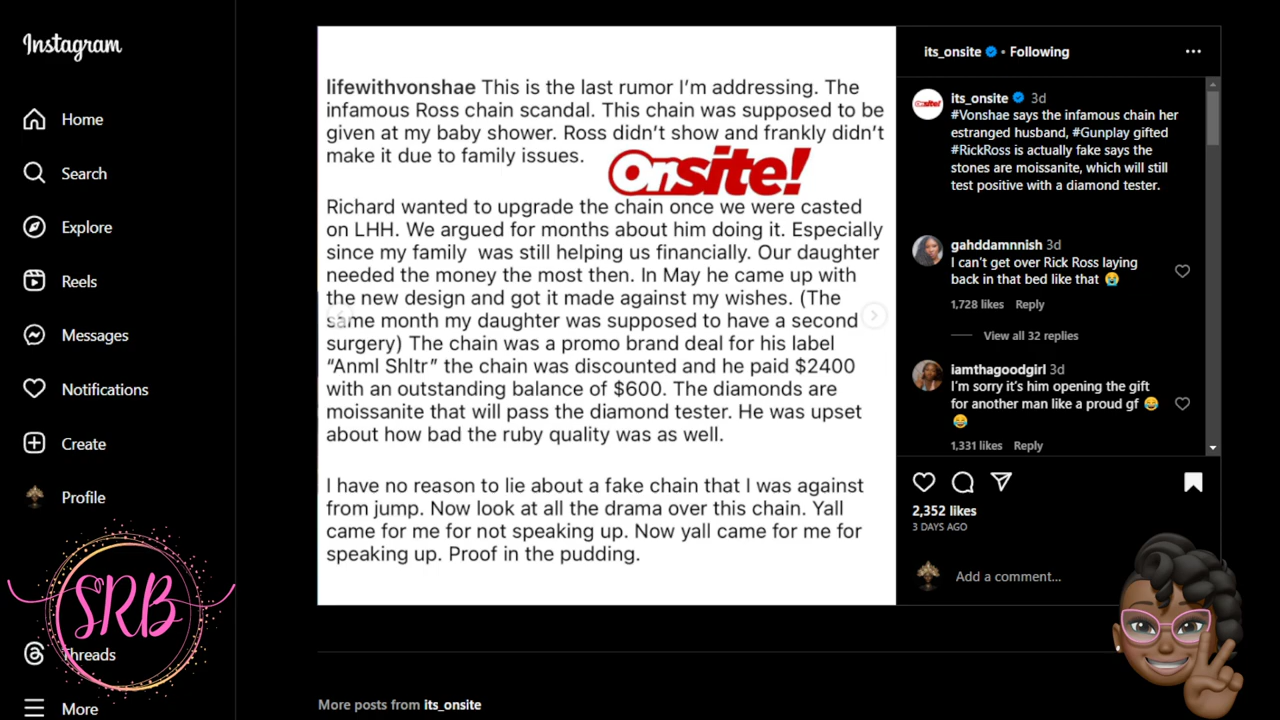 Instagram
Home
Search
Explore
Reels
Messages
Notifications
Create
Profile
SRB
Threads
More
lifewithvonshae This is the last rumor I'm addressing. The
infamous Ross chain scandal. This chain was supposed to be
given at my baby shower. Ross didn't show and frankly didn't
make it due to family issues.
Onsite!
Richard wanted to upgrade the chain once we were casted
on LHH. We argued for months about him doing it. Especially
since my family was still helping us financially. Our daughter
needed the money the most then. In May he came up with
the new design and got it made against my wishes. (The
same month my daughter was supposed to have a second
surgery) The chain was a promo brand deal for his label
“Anml Shltr” the chain was discounted and he paid $2400
with an outstanding balance of $600. The diamonds are
moissanite that will pass the diamond tester. He was upset
about how bad the ruby quality was as well.
I have no reason to lie about a fake chain that I was against
from jump. Now look at all the drama over this chain. Yall
came for me for not speaking up. Now yall came for me for
speaking up. Proof in the pudding.
its_onsite • Following
Onsite!
its_onsite 3d
#Vonshae says the infamous chain her
estranged husband, #Gunplay gifted
#RickRoss is actually fake says the
stones are moissanite, which will still
test positive with a diamond tester.
gahddamnnish 3d
I can't get over Rick Ross laying
back in that bed like that 😭
1,728 likes Reply
View all 32 replies
iamthagoodgirl 3d
I'm sorry it's him opening the gift
for another man like a proud gf 😂
😂
1,331 likes Reply
2,352 likes
3 DAYS AGO
Add a comment...
More posts from its_onsite